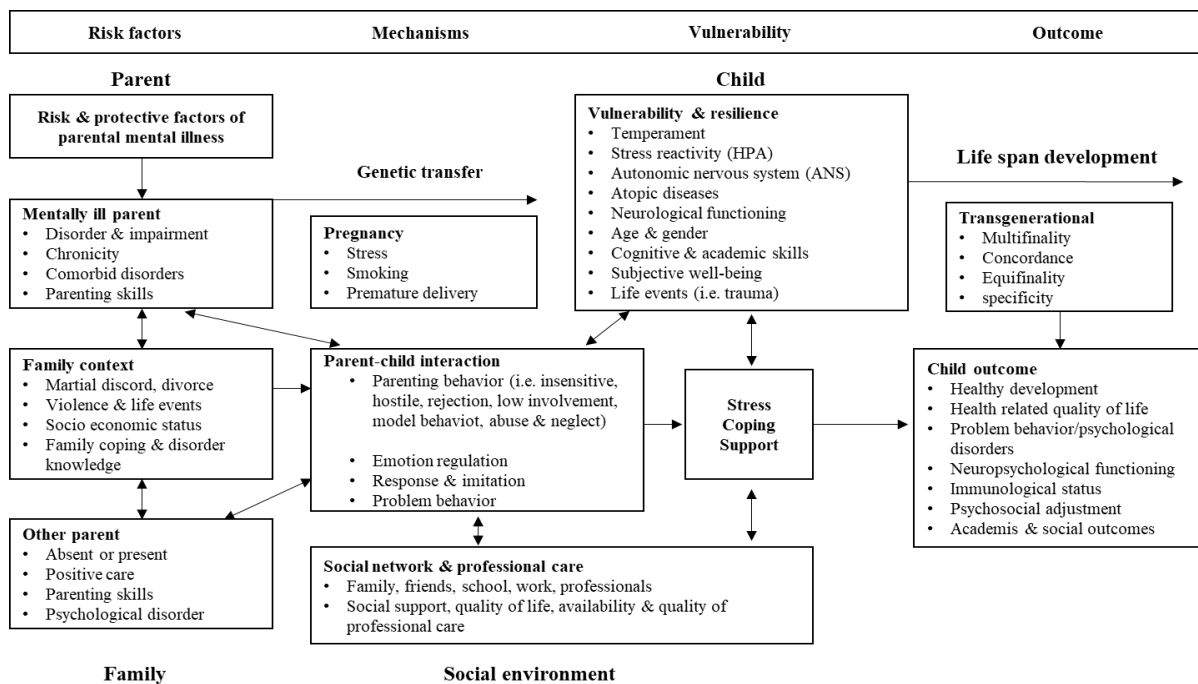 Risk factors
Mechanisms
Vulnerability
Outcome
Parent
Child
Risk & protective factors of
parental mental illness
Genetic transfer
Mentally ill parent
• Disorder & impairment
• Chronicity
• Comorbid disorders
• Parenting skills
Pregnancy
• Stress
• Smoking
• Premature delivery
Vulnerability & resilience
• Temperament
• Stress reactivity (HPA)
• Autonomic nervous system (ANS)
• Atopic diseases
• Neurological functioning
• Age & gender
• Cognitive & academic skills
• Subjective well-being
• Life events (i.e. trauma)
Life span development
Transgenerational
• Multifinality
• Concordance
• Equifinality
• specificity
Family context
• Martial discord, divorce
• Violence & life events
• Socio economic status
• Family coping & disorder
knowledge
Parent-child interaction
• Parenting behavior (i.e. insensitive,
hostile, rejection, low involvement,
model behaviot, abuse & neglect)
• Emotion regulation
• Response & imitation
• Problem behavior
Stress
Coping
Support
Child outcome
• Healthy development
• Health related quality of life
• Problem behavior/psychological
disorders
• Neuropsychological functioning
• Immunological status
• Psychosocial adjustment
• Academis & social outcomes
Other parent
• Absent or present
• Positive care
• Parenting skills
• Psychological disorder
Social network & professional care
• Family, friends, school, work, professionals
• Social support, quality of life, availability & quality of
professional care
Family
Social environment